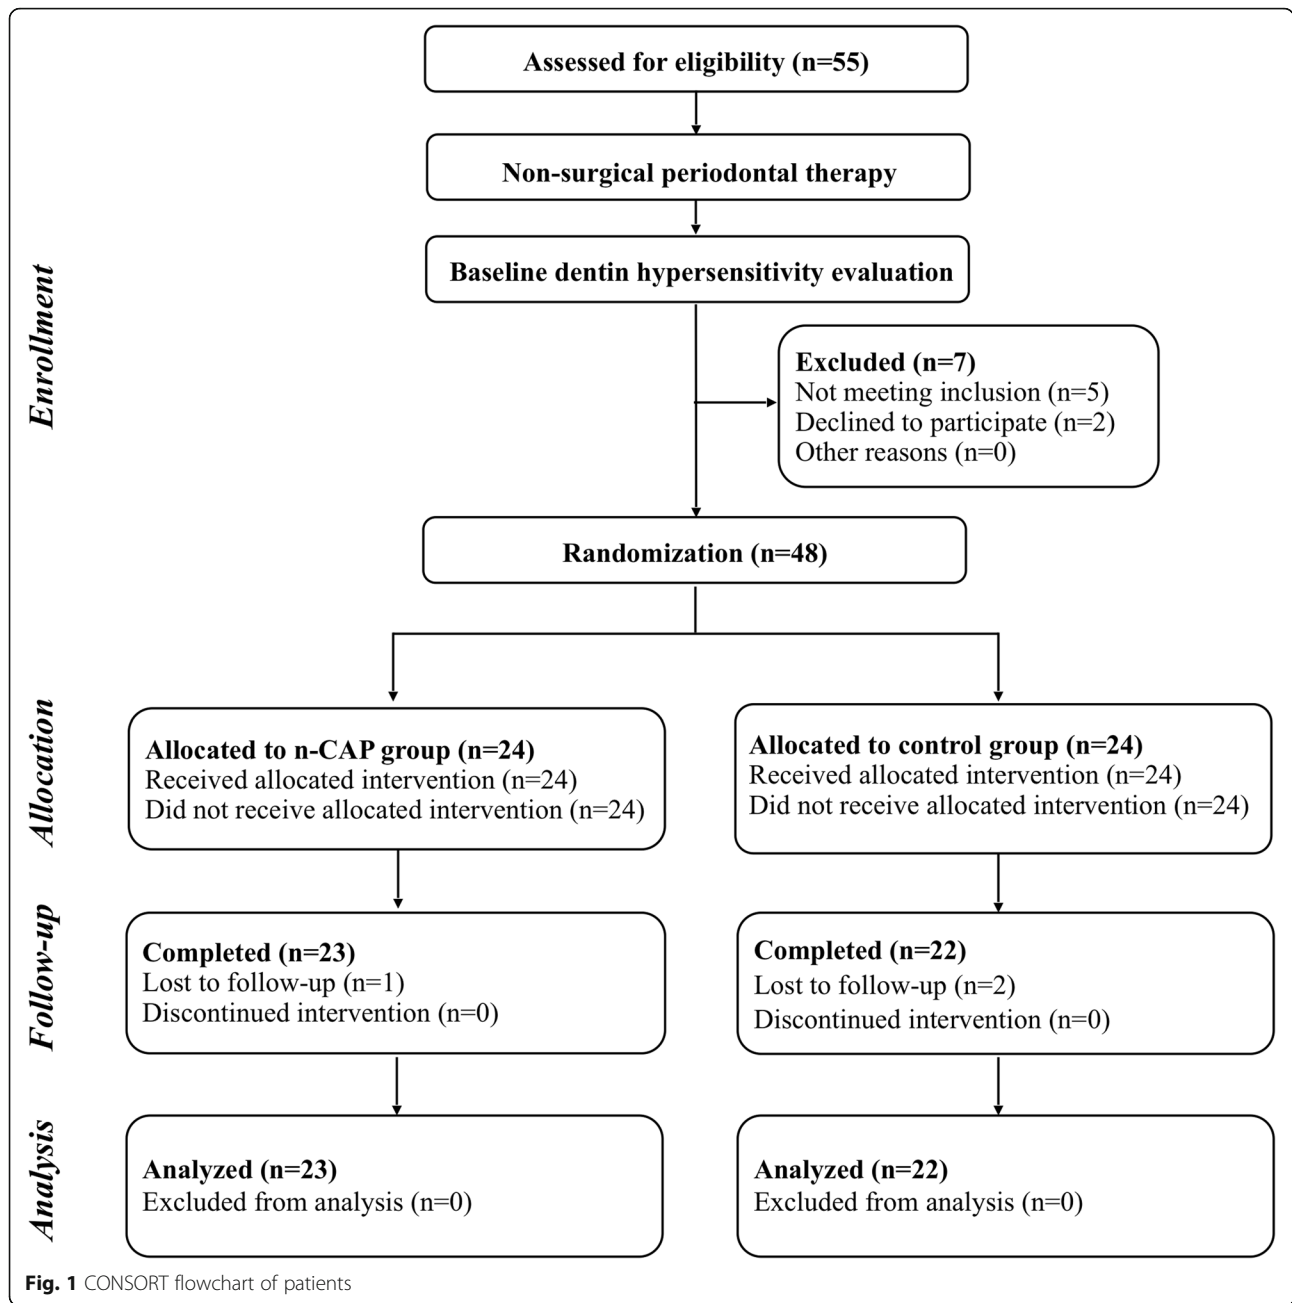 Assessed for eligibility (n=55)
Non-surgical periodontal therapy
Baseline dentin hypersensitivity evaluation
Enrollment
Excluded (n=7)
Not meeting inclusion (n=5)
Declined to participate (n=2)
Other reasons (n=0)
Randomization (n=48)
Allocation
Allocated to n-CAP group (n=24)
Received allocated intervention (n=24)
Did not receive allocated intervention (n=24)
Allocated to control group (n=24)
Received allocated intervention (n=24)
Did not receive allocated intervention (n=24)
Follow-up
Completed (n=23)
Lost to follow-up (n=1)
Discontinued intervention (n=0)
Completed (n=22)
Lost to follow-up (n=2)
Discontinued intervention (n=0)
Analysis
Analyzed (n=23)
Excluded from analysis (n=0)
Analyzed (n=22)
Excluded from analysis (n=0)
Fig. 1 CONSORT flowchart of patients